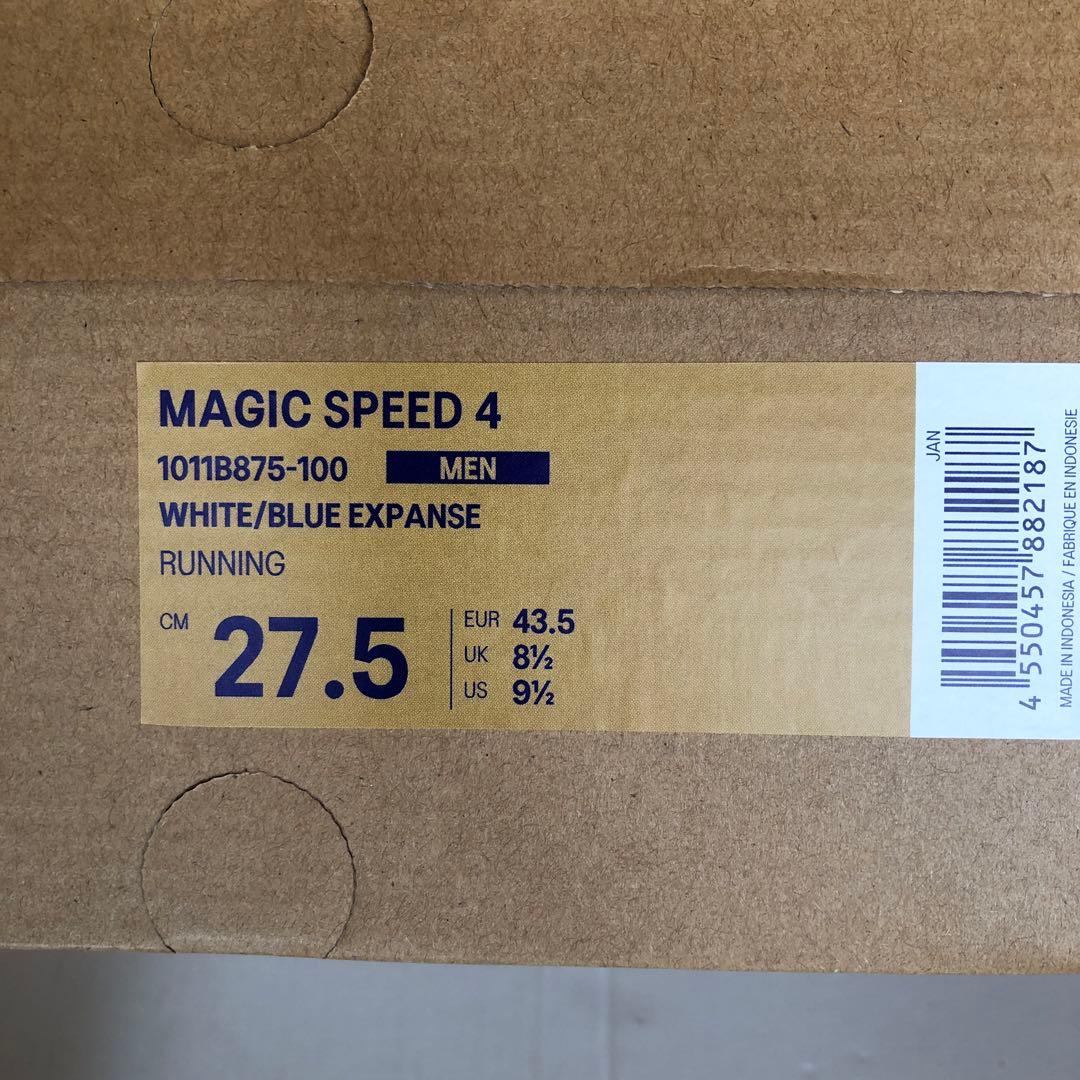 MAGIC SPEED 4
1011B875-100 MEN
WHITE/BLUE EXPANSE
RUNNING
CM 27.5
EUR 43.5
UK 8½
US 9½
JAN
4 550457 882187
MADE IN INDONESIA / FABRIQUE EN INDONESIE